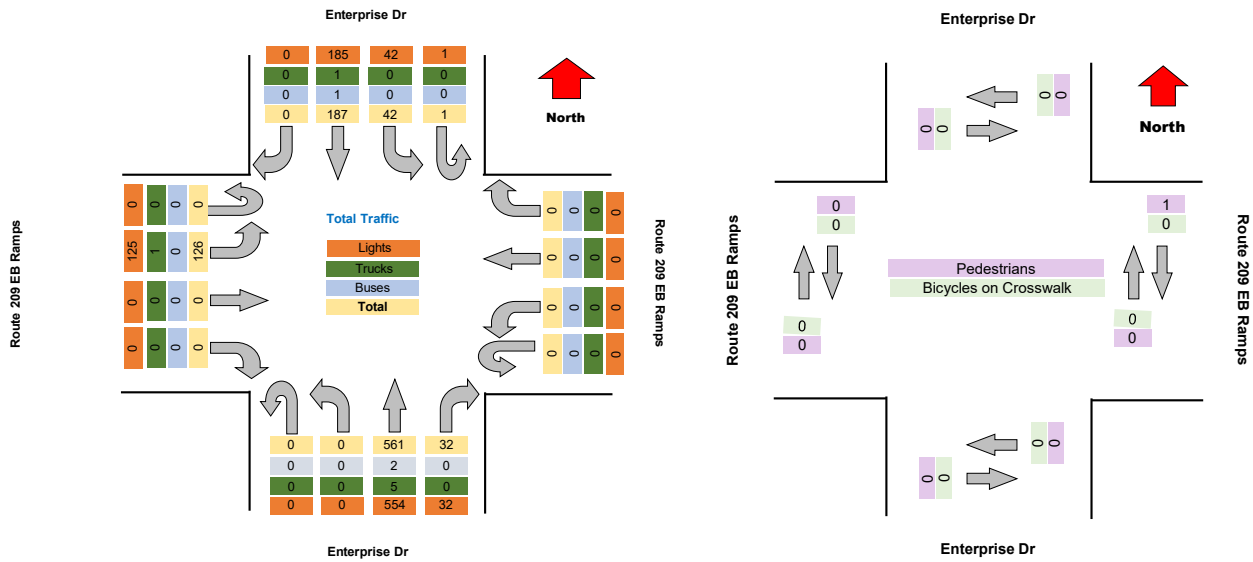 Enterprise Dr
0 185 42 1
0 1 0 0
0 1 0 0
0 187 42 1
North
Route 209 EB Ramps
0 0 0 0
125 1 0 126
0 0 0 0
0 0 0 0
Total Traffic
Lights
Trucks
Buses
Total
0 0 0 0
0 0 0 0
0 0 0 0
0 0 0 0
Route 209 EB Ramps
0 0 561 32
0 0 2 0
0 0 5 0
0 0 554 32
Enterprise Dr
Enterprise Dr
0 0
0 0
North
Route 209 EB Ramps
0
0
0
0
Pedestrians
Bicycles on Crosswalk
1
0
0
0
Route 209 EB Ramps
0 0
0 0
Enterprise Dr